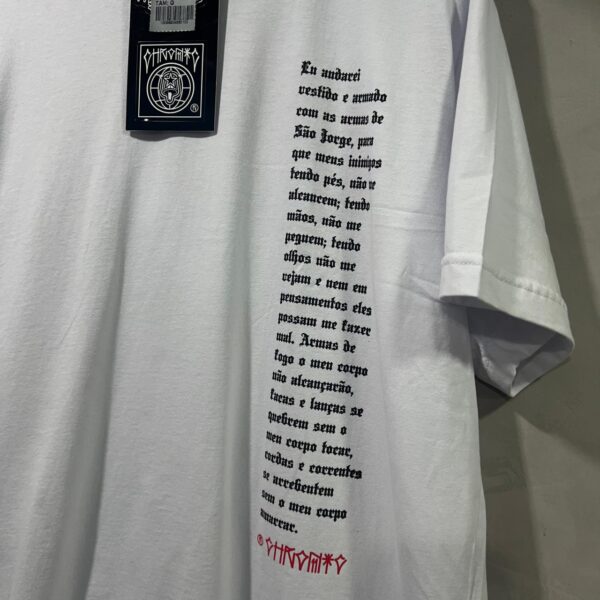 TAM: G
CHRONIC
®
Eu andarei
vestido e armado
com as armas de
São Jorge, para
que meus inimigos
tendo pés, não me
alcancem; tendo
mãos, não me
peguem; tendo
olhos não me
vejam e nem em
pensamentos eles
possam me fazer
mal. Armas de
fogo o meu corpo
não alcançarão,
facas e lanças se
quebrem sem o
meu corpo tocar,
cordas e correntes
se arrebentem
sem o meu corpo
amarrar.
® CHRONIC